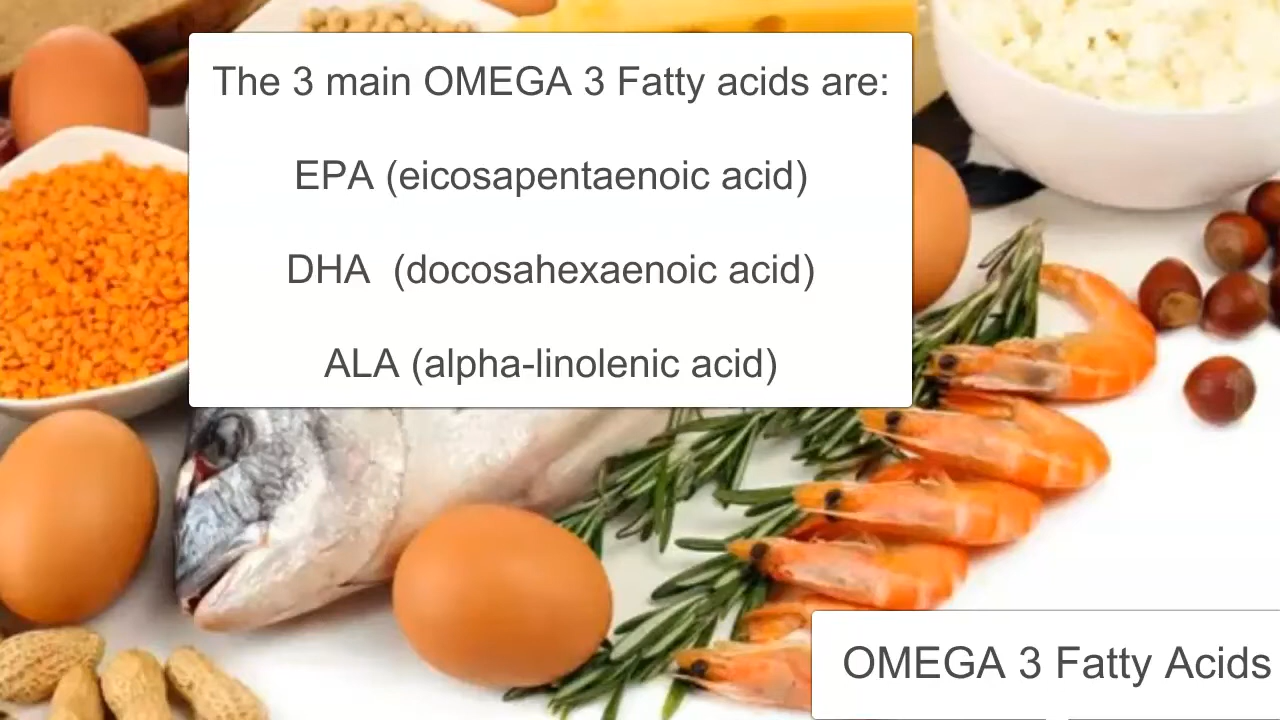 The 3 main OMEGA 3 Fatty acids are:
EPA (eicosapentaenoic acid)
DHA  (docosahexaenoic acid)
ALA (alpha-linolenic acid)
OMEGA 3 Fatty Acids